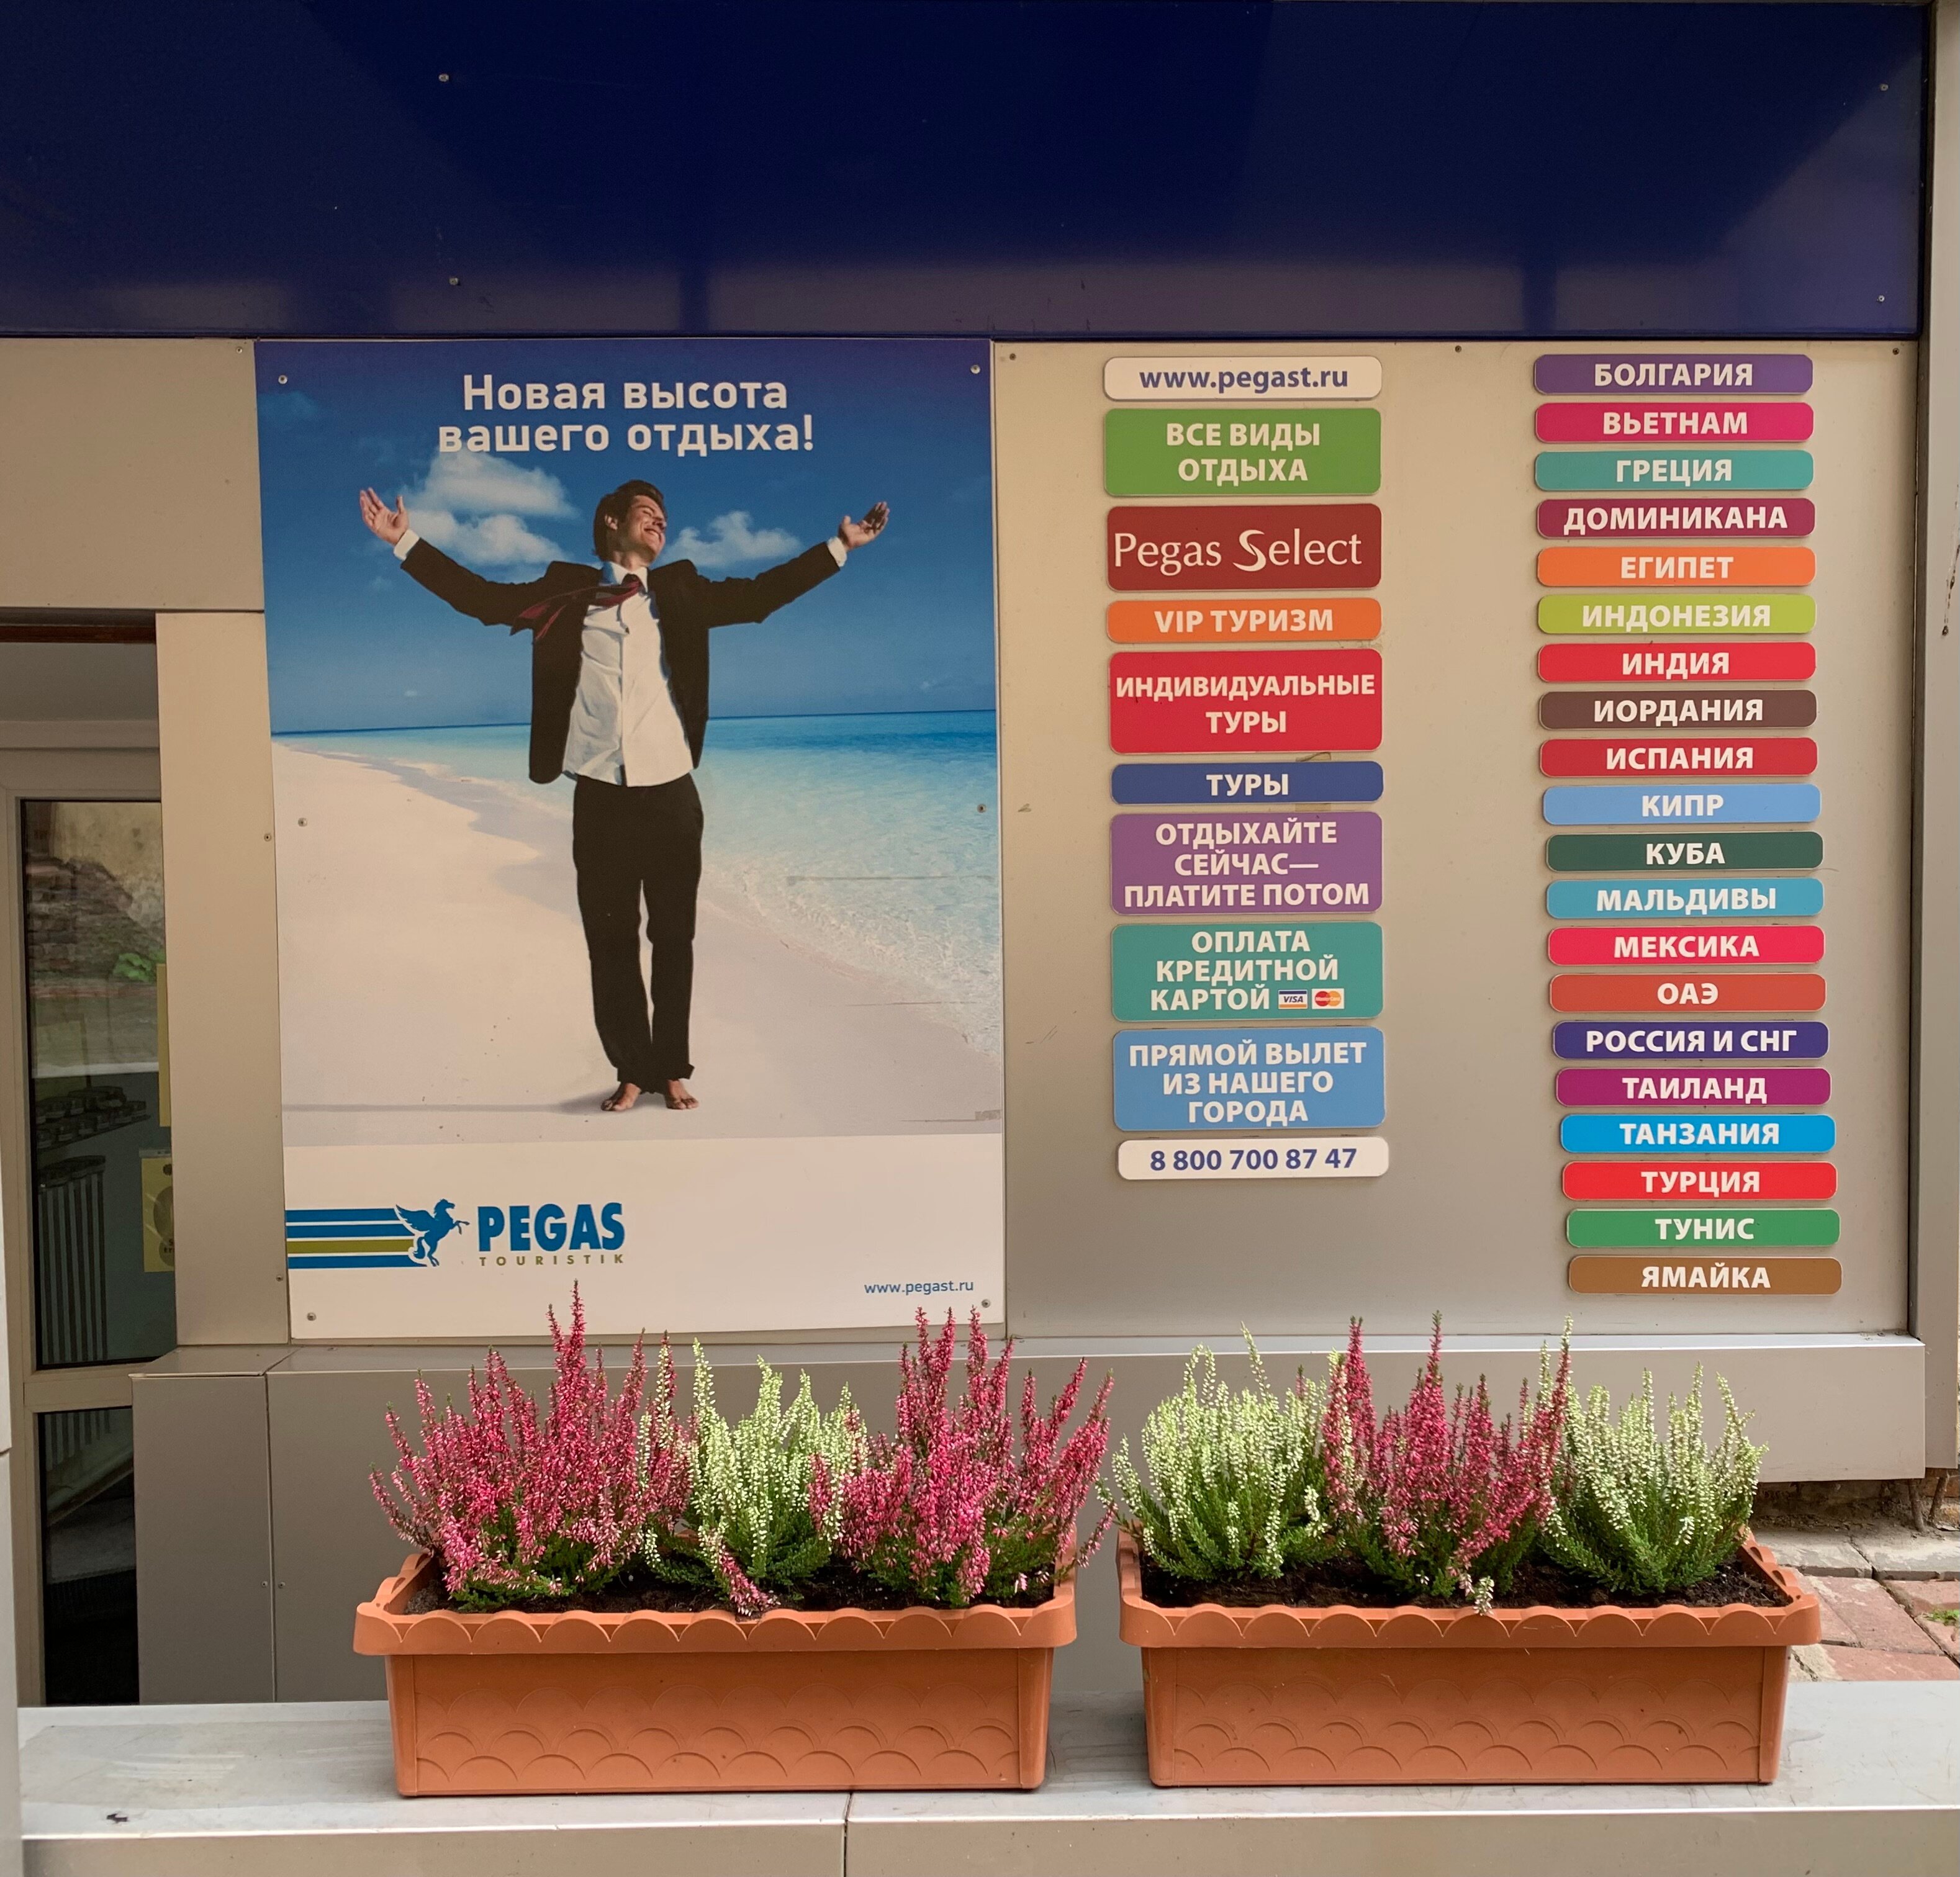 Новая высота
вашего отдыха!
PEGAS
TOURISTIK
www.pegast.ru
www.pegast.ru
ВСЕ ВИДЫ
ОТДЫХА
Pegas Select
VIP ТУРИЗМ
ИНДИВИДУАЛЬНЫЕ
ТУРЫ
ТУРЫ
ОТДЫХАЙТЕ
СЕЙЧАС—
ПЛАТИТЕ ПОТОМ
ОПЛАТА
КРЕДИТНОЙ
КАРТОЙ VISA MasterCard
ПРЯМОЙ ВЫЛЕТ
ИЗ НАШЕГО
ГОРОДА
8 800 700 87 47
БОЛГАРИЯ
ВЬЕТНАМ
ГРЕЦИЯ
ДОМИНИКАНА
ЕГИПЕТ
ИНДОНЕЗИЯ
ИНДИЯ
ИОРДАНИЯ
ИСПАНИЯ
КИПР
КУБА
МАЛЬДИВЫ
МЕКСИКА
ОАЭ
РОССИЯ И СНГ
ТАИЛАНД
ТАНЗАНИЯ
ТУРЦИЯ
ТУНИС
ЯМАЙКА